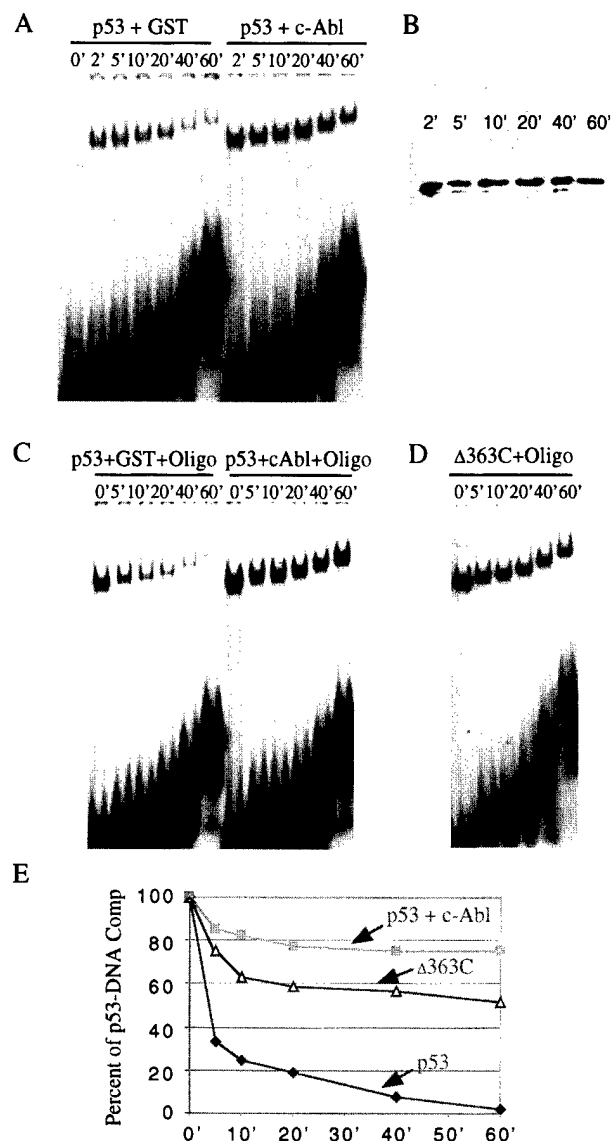 A
p53 + GST
p53 + c-Abl
0' 2' 5' 10' 20' 40' 60'
2' 5' 10' 20' 40' 60'
B
2' 5' 10' 20' 40' 60'
C
p53+GST+Oligo
p53+cAbl+Oligo
0' 5' 10' 20' 40' 60'
0' 5' 10' 20' 40' 60'
D
Δ363C+Oligo
0' 5' 10' 20' 40' 60'
E
Percent of p53-DNA Comp
100
80
60
40
20
0
p53 + c-Abl
Δ363C
p53
0' 10' 20' 30' 40' 50' 60'